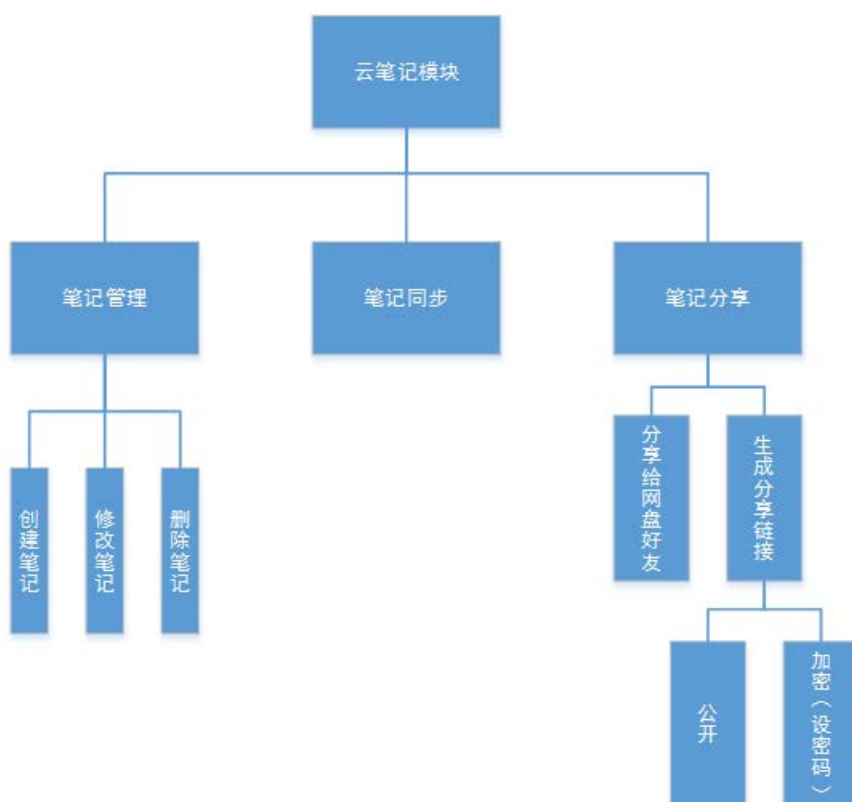 云笔记模块
笔记管理
笔记同步
笔记分享
创建笔记
修改笔记
删除笔记
分享给网盘好友
生成分享链接
公开
加密（设密码）